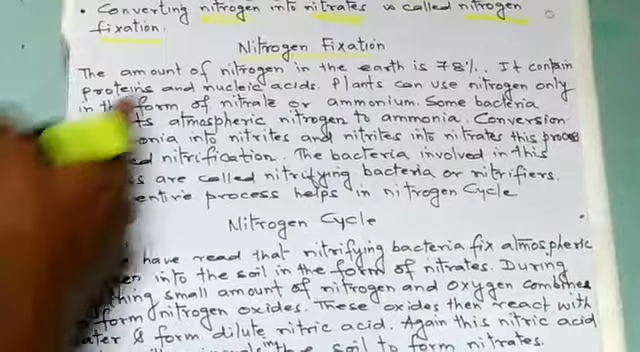 • Converting nitrogen into nitrates is called nitrogen
fixation.
Nitrogen Fixation
The amount of nitrogen in the earth is 78%. It contain
proteins and nucleic acids. Plants can use nitrogen only
in the form of nitrate or ammonium. Some bacteria
atmospheric nitrogen to ammonia. Conversion
into nitrites and nitrites into nitrates this process
nitrification. The bacteria involved in this
are called nitrifying bacteria or nitrifiers.
entire process helps in nitrogen Cycle
Nitrogen Cycle
have read that nitrifying bacteria fix atmospheric
into the soil in the form of nitrates. During
small amount of nitrogen and oxygen combines
form nitrogen oxides. These oxides then react with
& form dilute nitric acid. Again this nitric acid
in the soil to form nitrates.